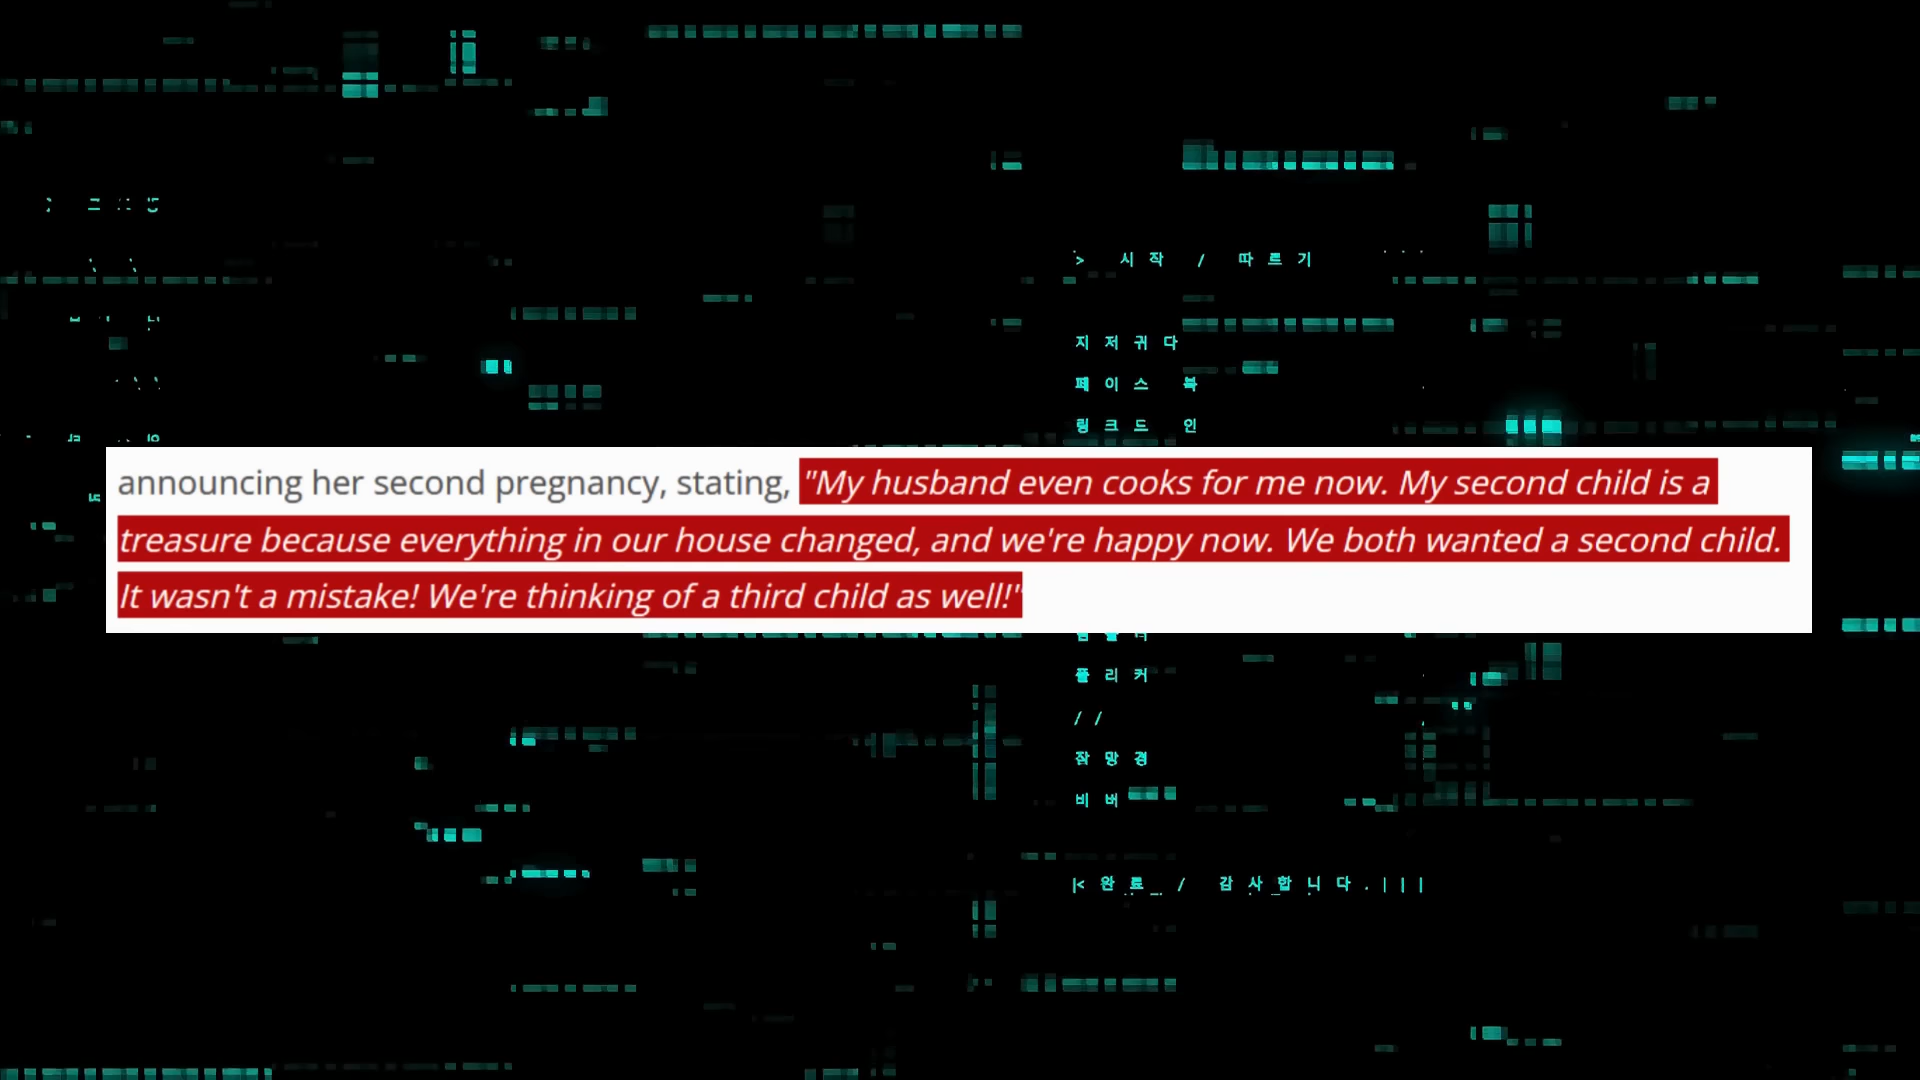 > 시작 / 따르기
지저귀다
페이스 북
링크드 인
announcing her second pregnancy, stating, "My husband even cooks for me now. My second child is a
treasure because everything in our house changed, and we're happy now. We both wanted a second child.
It wasn't a mistake! We're thinking of a third child as well!"
플리커
//
잠망경
비버
|< 완료_ / 감사합니다.|||